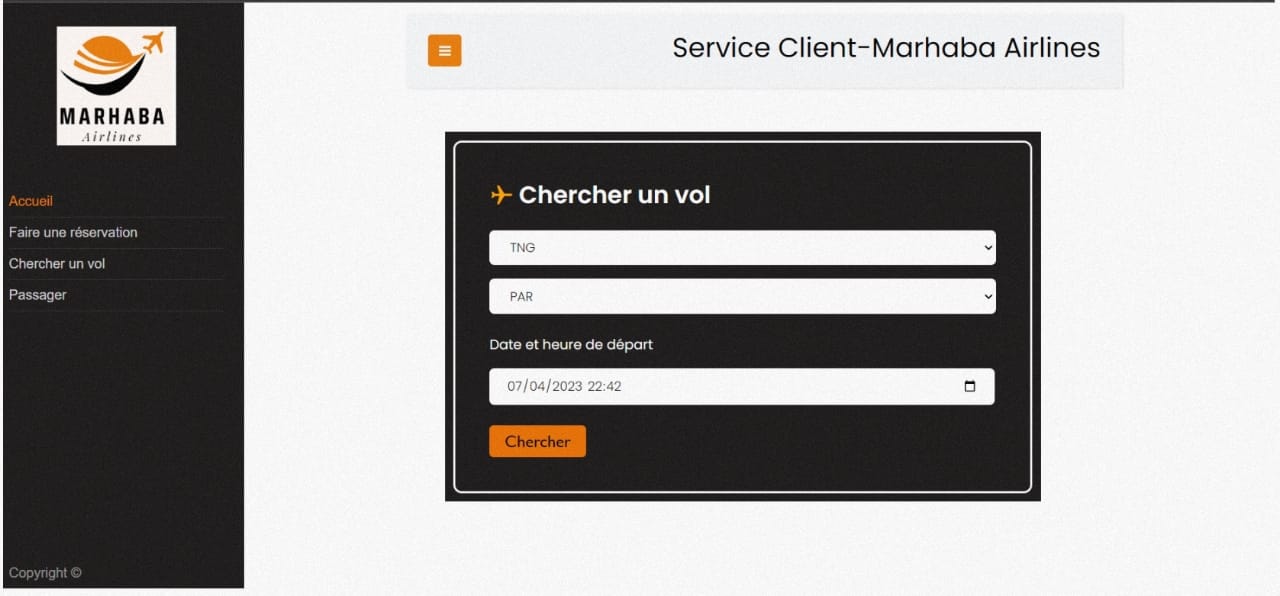 MARHABA
Airlines
Accueil
Faire une réservation
Chercher un vol
Passager
Copyright ©
Service Client-Marhaba Airlines
Chercher un vol
TNG
PAR
Date et heure de départ
07/04/2023 22:42
Chercher